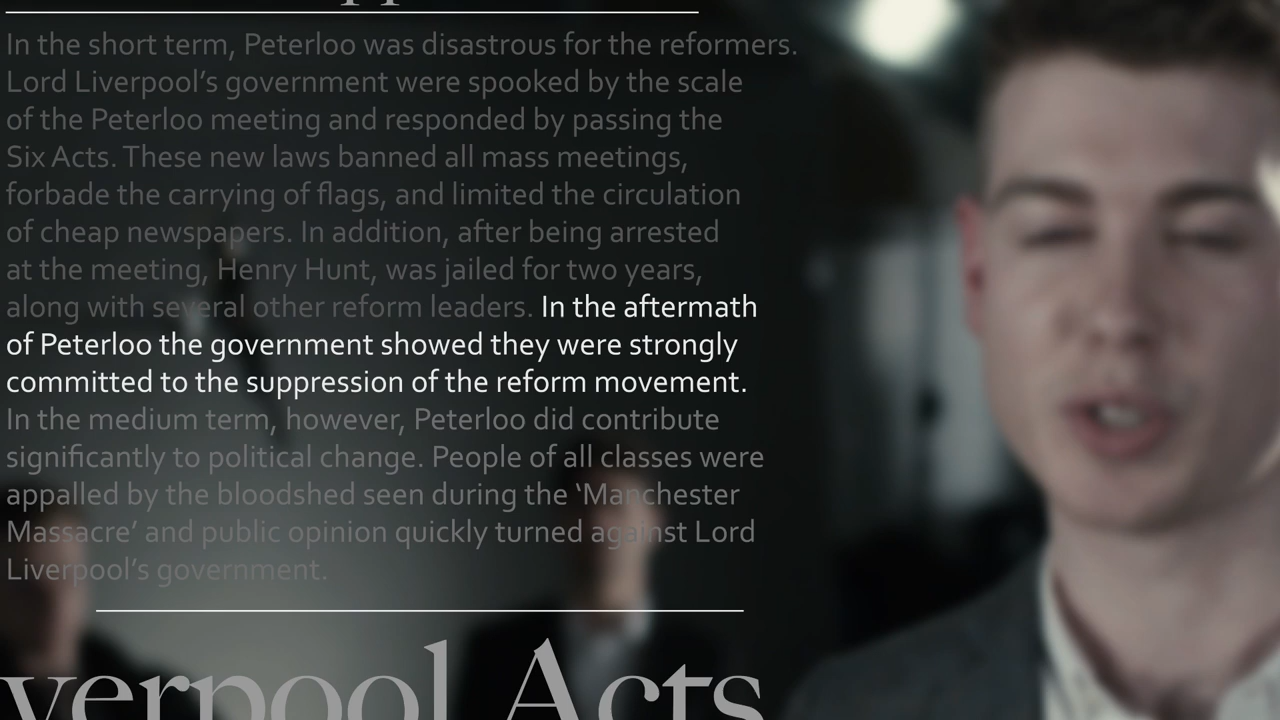 In the short term, Peterloo was disastrous for the reformers.
Lord Liverpool’s government were spooked by the scale
of the Peterloo meeting and responded by passing the
Six Acts. These new laws banned all mass meetings,
forbade the carrying of flags, and limited the circulation
of cheap newspapers. In addition, after being arrested
at the meeting, Henry Hunt, was jailed for two years,
along with several other reform leaders. In the aftermath
of Peterloo the government showed they were strongly
committed to the suppression of the reform movement.
In the medium term, however, Peterloo did contribute
significantly to political change. People of all classes were
appalled by the bloodshed seen during the ‘Manchester
Massacre’ and public opinion quickly turned against Lord
Liverpool’s government.
verpool Acts